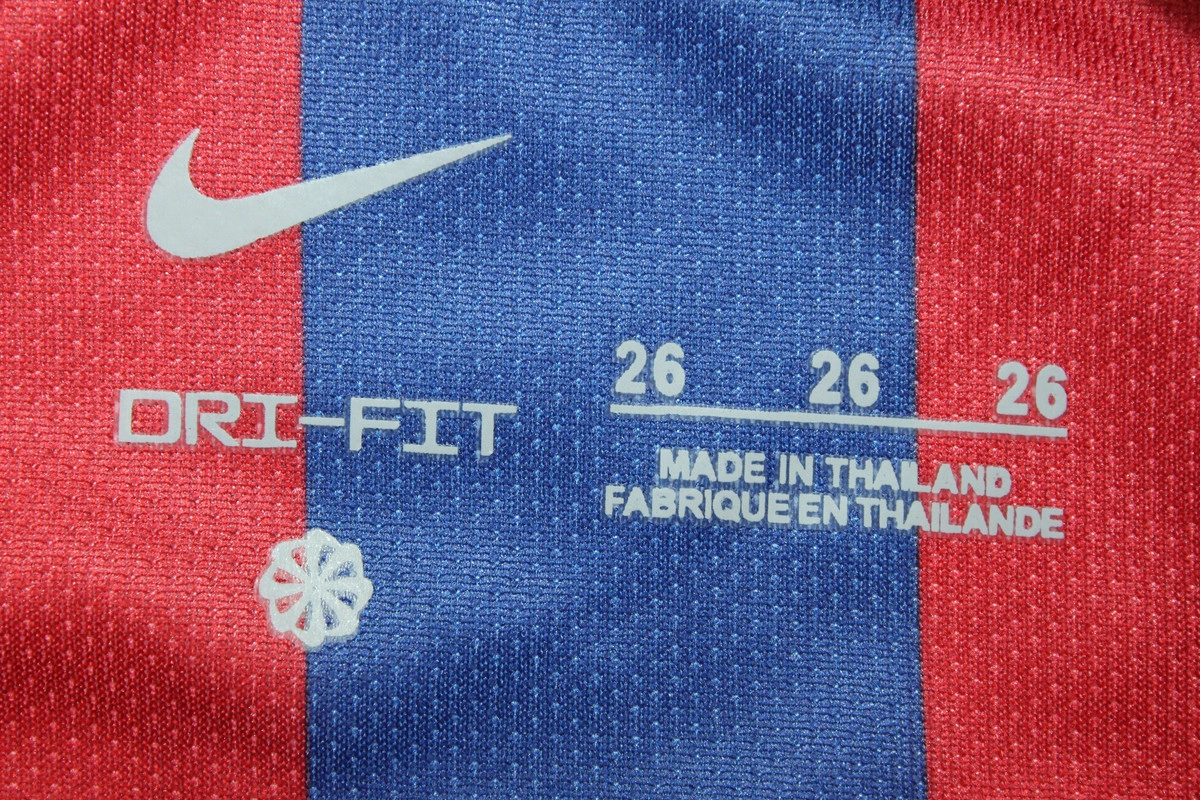 DRI-FIT
26 26 26
MADE IN THAILAND
FABRIQUE EN THAILANDE